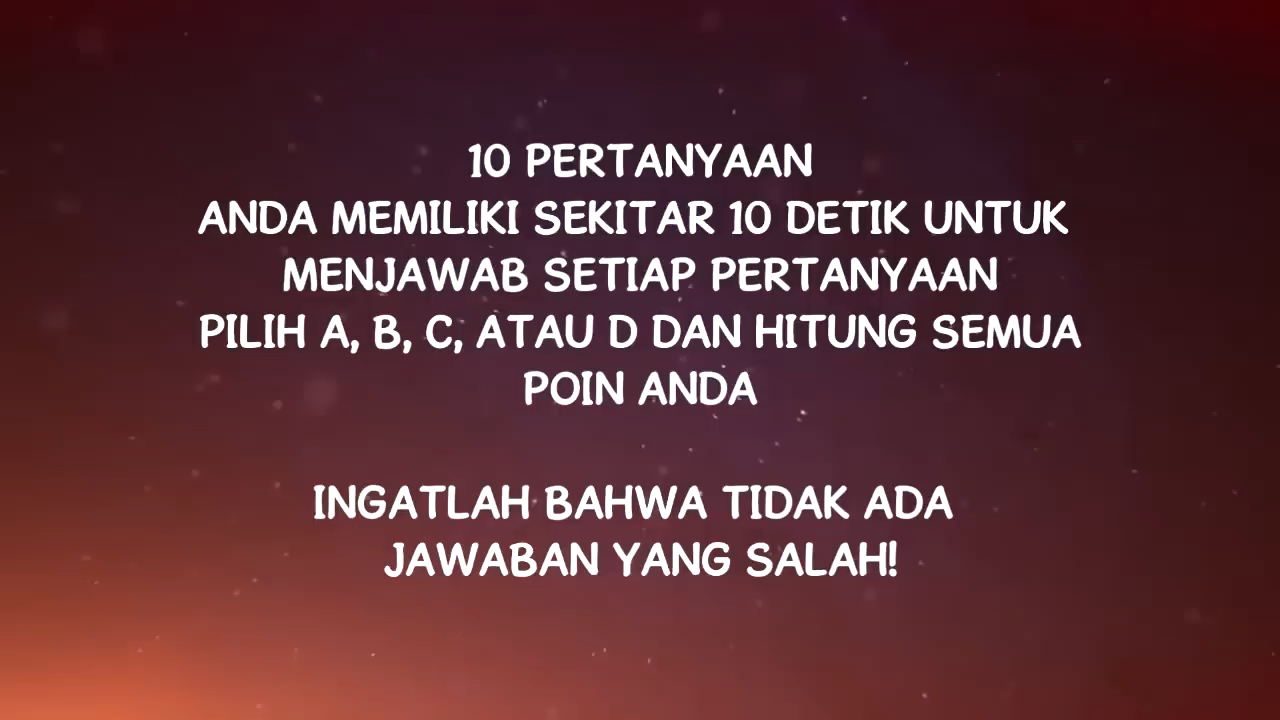 10 PERTANYAAN
ANDA MEMILIKI SEKITAR 10 DETIK UNTUK
MENJAWAB SETIAP PERTANYAAN
PILIH A, B, C, ATAU D DAN HITUNG SEMUA
POIN ANDA
INGATLAH BAHWA TIDAK ADA
JAWABAN YANG SALAH!